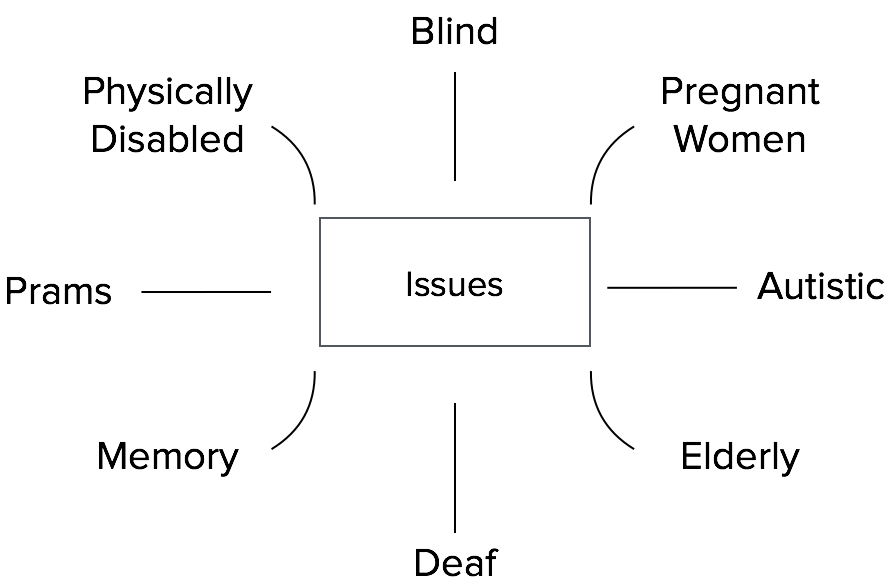 Blind
Physically
Disabled
Pregnant
Women
Prams
Issues
Autistic
Memory
Elderly
Deaf